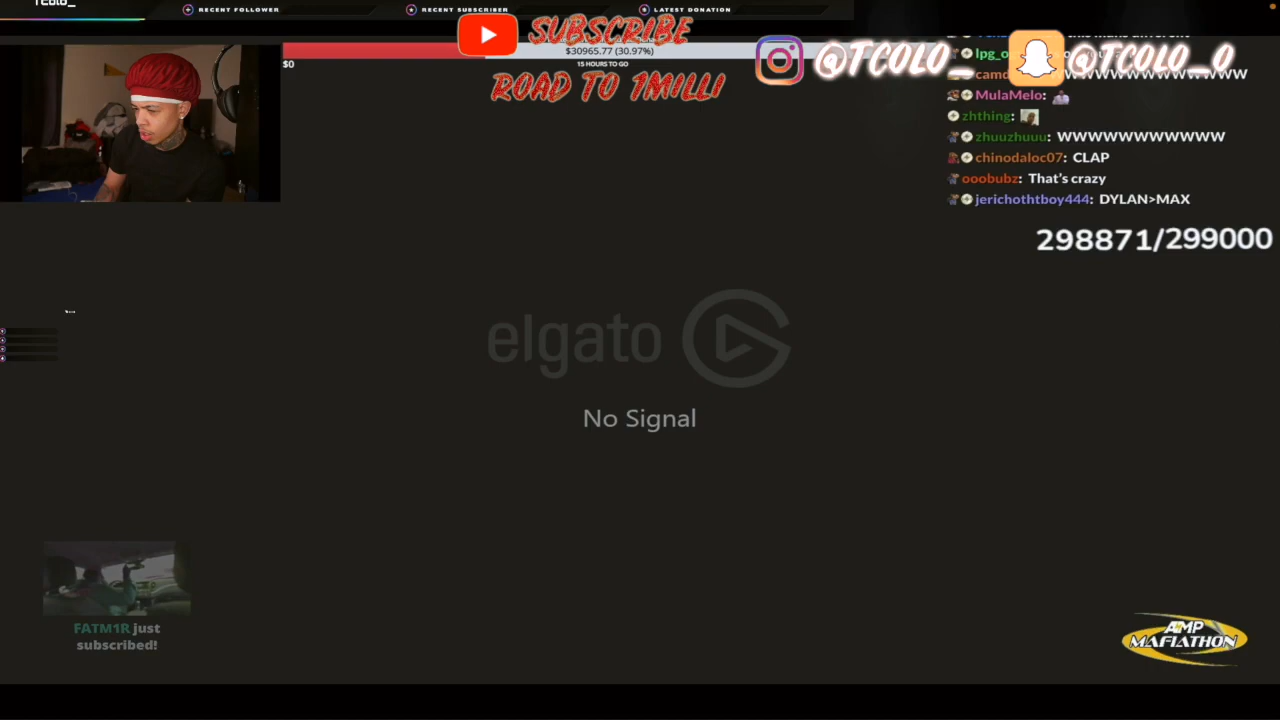 RECENT FOLLOWER
RECENT SUBSCRIBER
LATEST DONATION
SUBSCRIBE
$30965.77 (30.97%)
$0
15 HOURS TO GO
ROAD TO 1MILLI
@TCOLO
@TCOLO_0
MulaMelo:
zhthing:
zhuuzhuuu: WWWWWWWWWWW
chinodaloc07: CLAP
ooobubz: That's crazy
jerichothtboy444: DYLAN>MAX
298871/299000
elgato
No Signal
FATM1R just
subscribed!
AMP
MAFIATHON